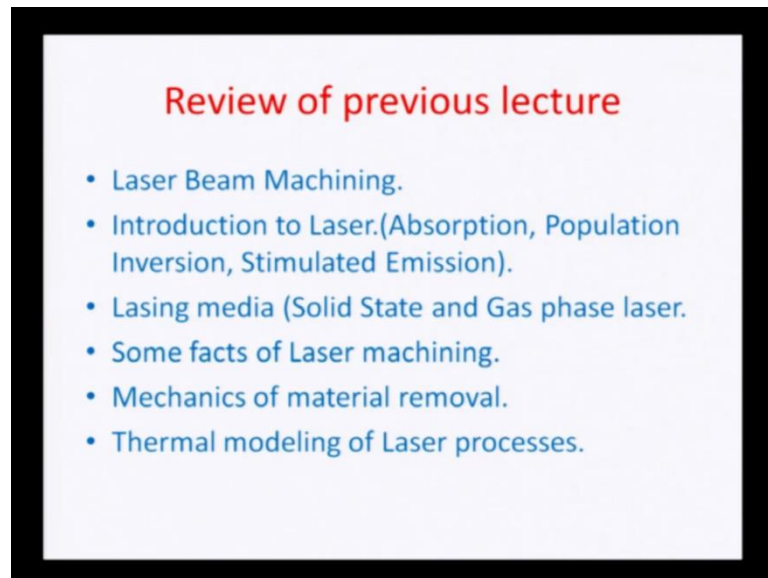 Review of previous lecture
• Laser Beam Machining.
• Introduction to Laser.(Absorption, Population
Inversion, Stimulated Emission).
• Lasing media (Solid State and Gas phase laser.
• Some facts of Laser machining.
• Mechanics of material removal.
• Thermal modeling of Laser processes.